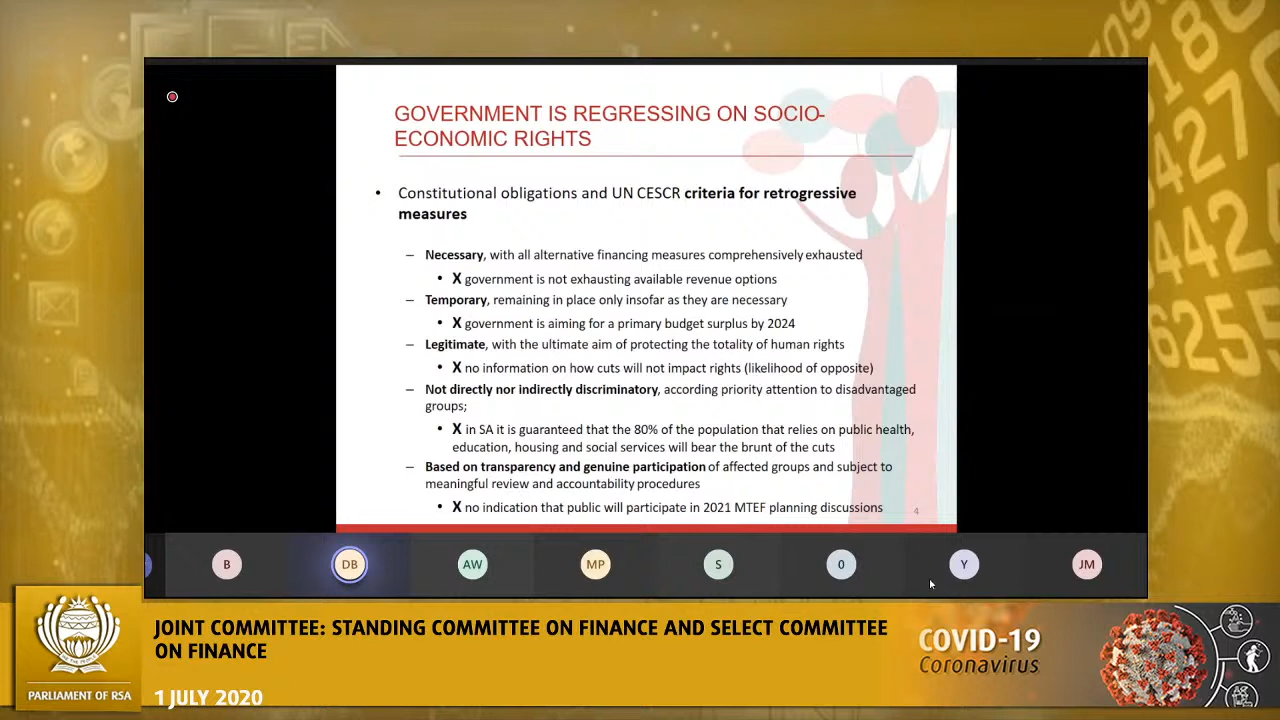 GOVERNMENT IS REGRESSING ON SOCIO-
ECONOMIC RIGHTS
• Constitutional obligations and UN CESCR criteria for retrogressive
measures
– Necessary, with all alternative financing measures comprehensively exhausted
• X government is not exhausting available revenue options
– Temporary, remaining in place only insofar as they are necessary
• X government is aiming for a primary budget surplus by 2024
– Legitimate, with the ultimate aim of protecting the totality of human rights
• X no information on how cuts will not impact rights (likelihood of opposite)
– Not directly nor indirectly discriminatory, according priority attention to disadvantaged
groups;
• X in SA it is guaranteed that the 80% of the population that relies on public health,
education, housing and social services will bear the brunt of the cuts
– Based on transparency and genuine participation of affected groups and subject to
meaningful review and accountability procedures
• X no indication that public will participate in 2021 MTEF planning discussions
4
B DB AW MP S 0 Y JM
JOINT COMMITTEE: STANDING COMMITTEE ON FINANCE AND SELECT COMMITTEE
ON FINANCE
1 JULY 2020
PARLIAMENT OF RSA
COVID-19
Coronavirus